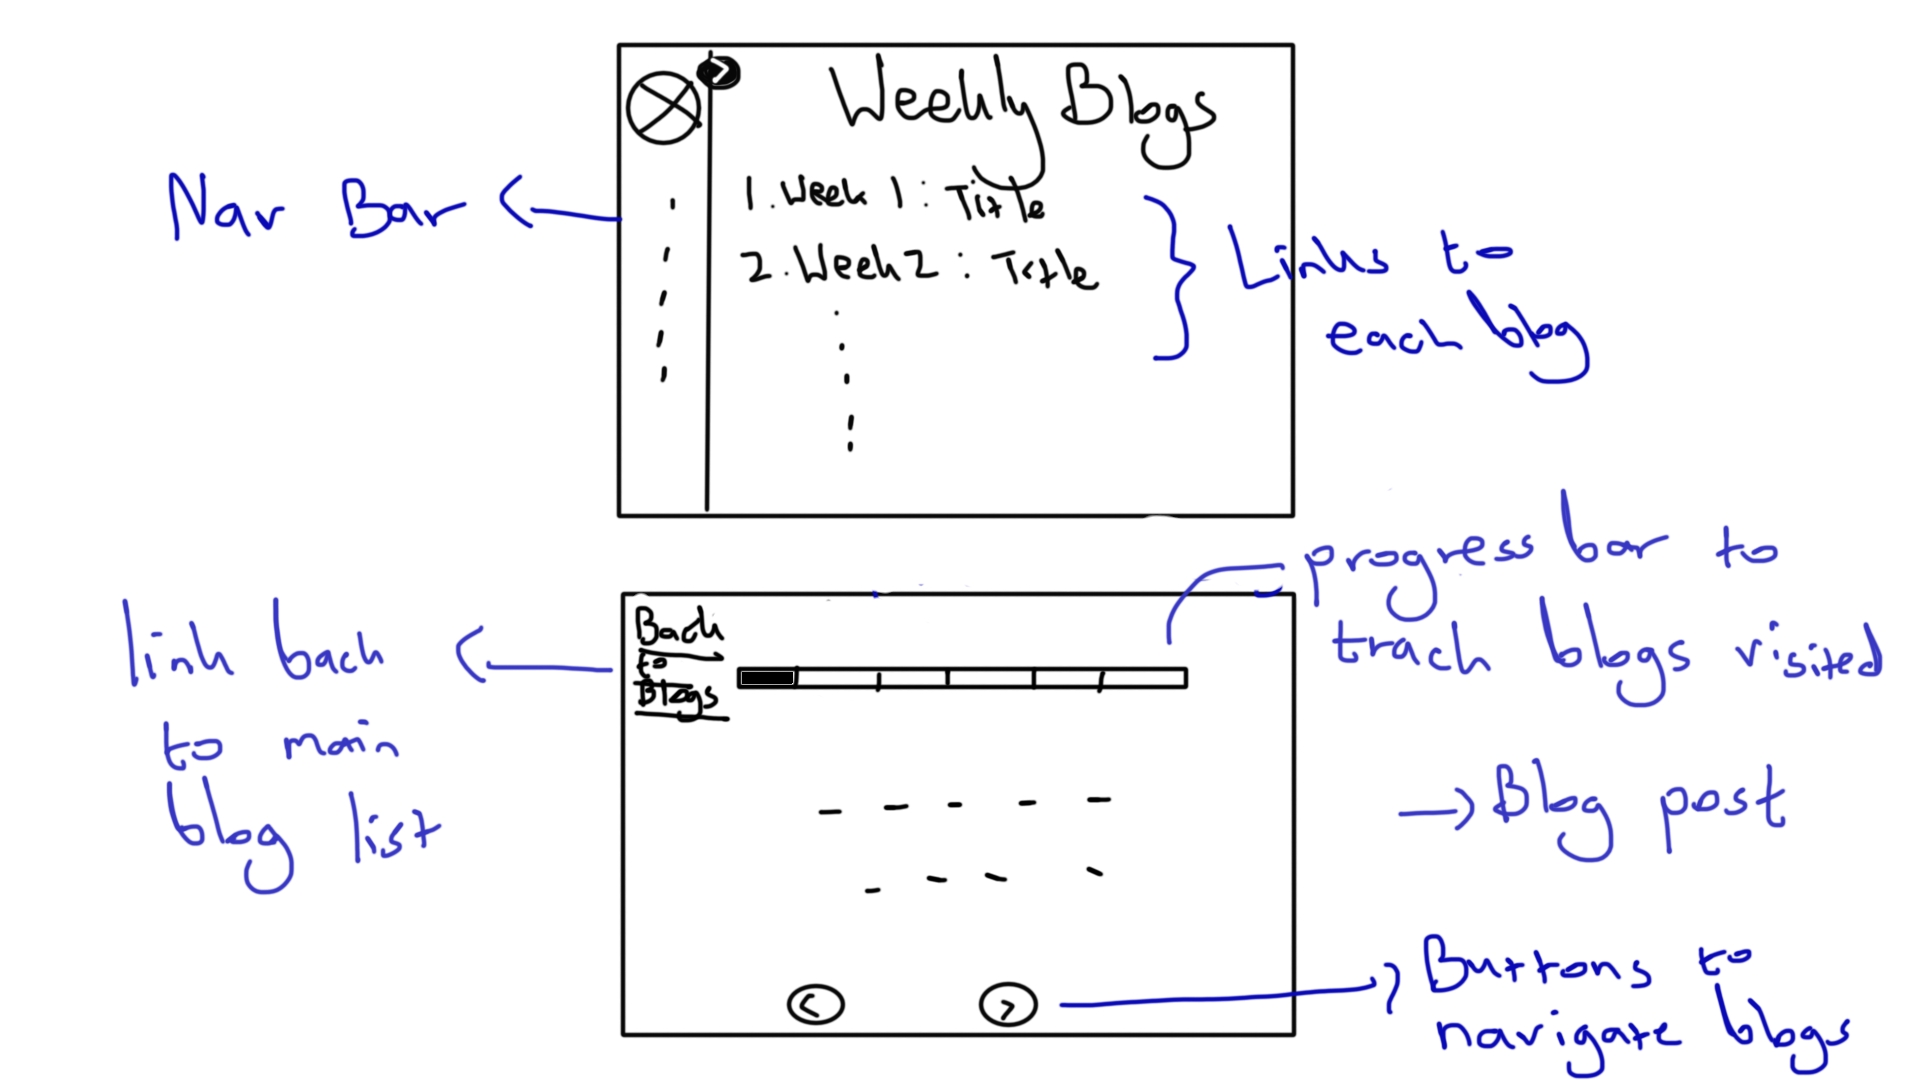 Weekly Blogs
1. Week 1 : Title
2. Week 2 : Title
Nav Bar
Links to
each blog
progress bar to
track blogs visited
Back
to
Blogs
link back
to main
blog list
Blog post
Buttons to
navigate blogs